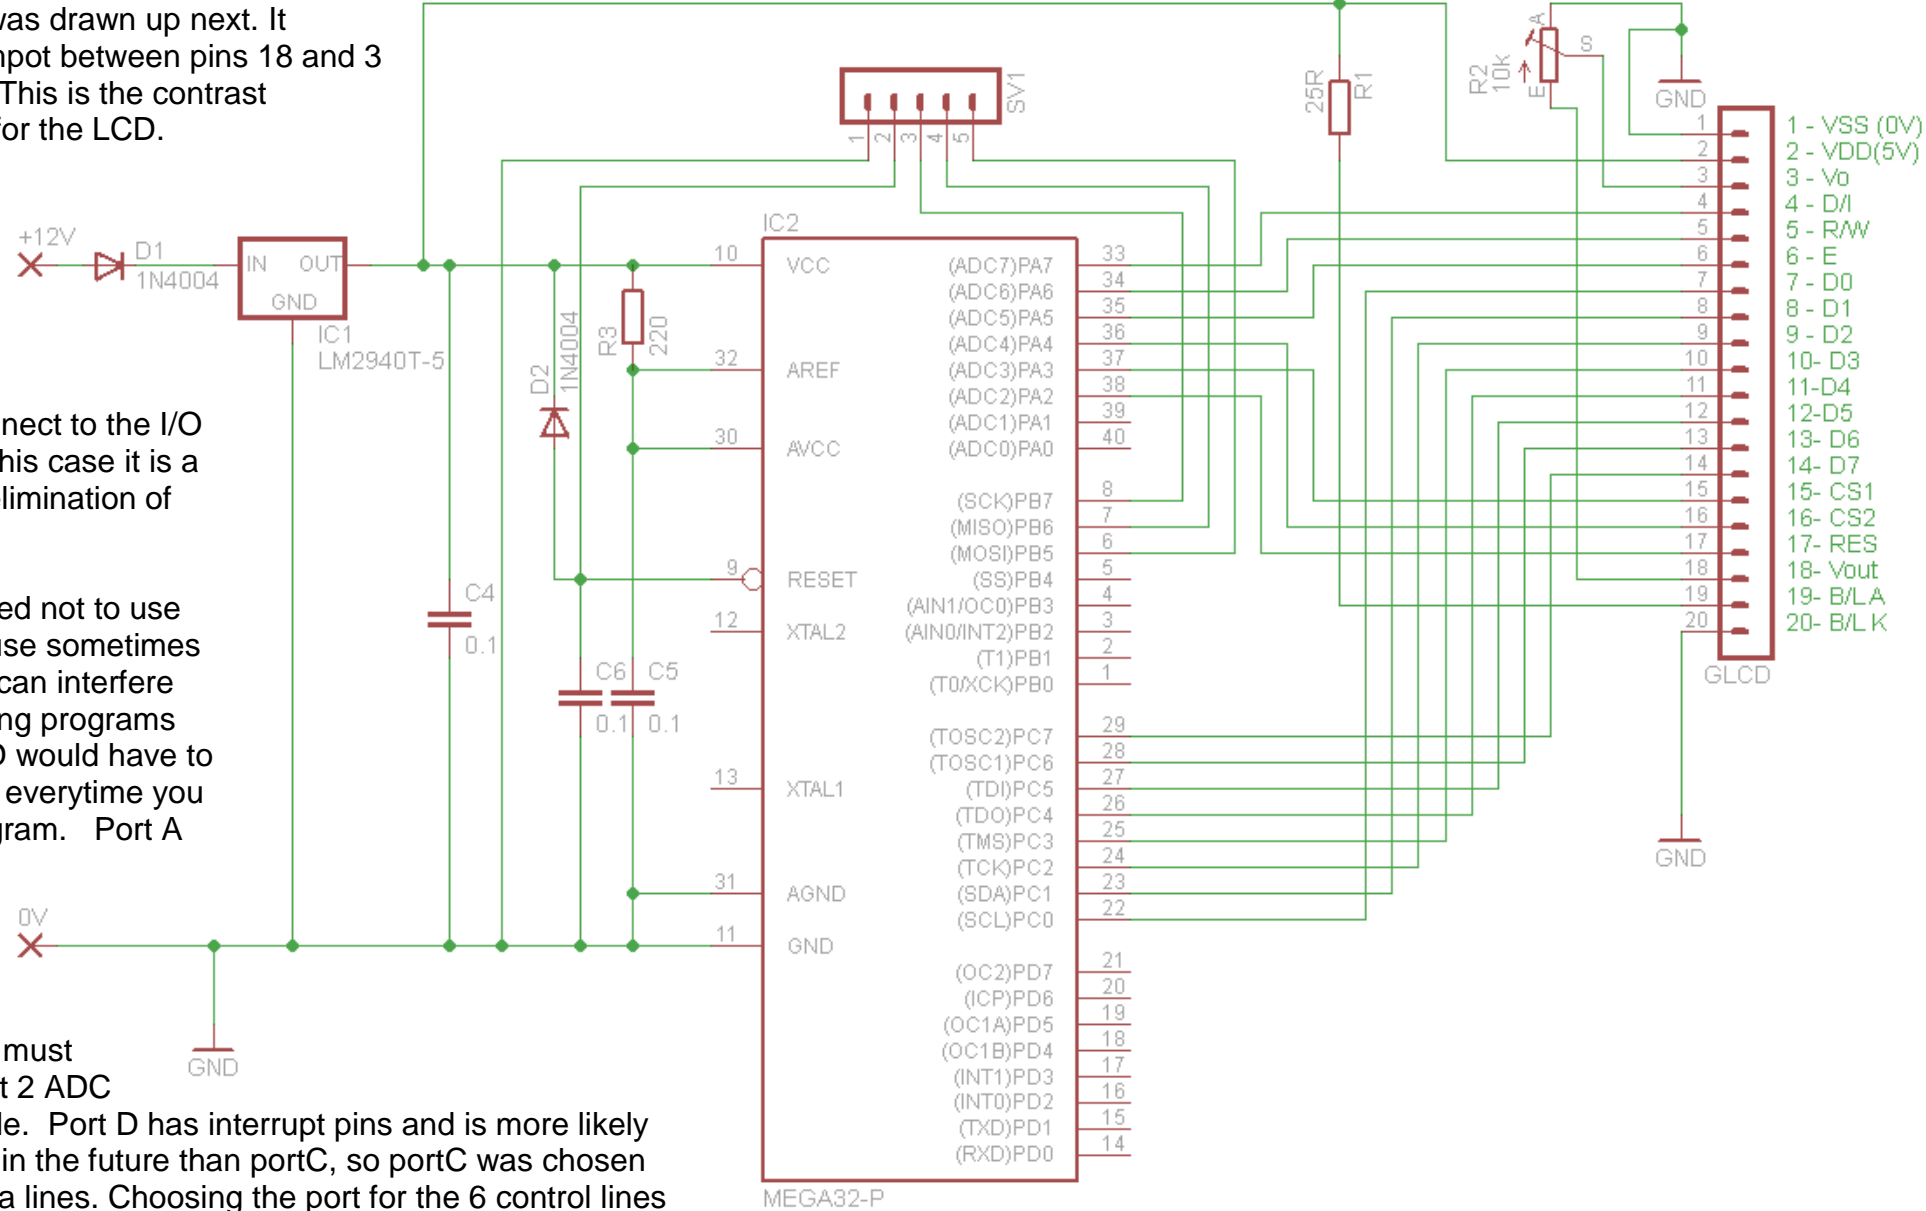 was drawn up next. It
npot between pins 18 and 3
This is the contrast
for the LCD.
nect to the I/O
his case it is a
elimination of
ed not to use
use sometimes
can interfere
ng programs
D would have to
everytime you
gram. Port A
must
t 2 ADC
le. Port D has interrupt pins and is more likely
in the future than portC, so portC was chosen
a lines. Choosing the port for the 6 control lines
+12V
D1
1N4004
IN OUT
GND
IC1
LM2940T-5
0V
GND
C4
0.1
D2
1N4004
R3
220
C6
0.1
C5
0.1
SV1
1
2
3
4
5
IC2
10 VCC
32 AREF
30 AVCC
9 RESET
12 XTAL2
13 XTAL1
31 AGND
11 GND
(ADC7)PA7 33
(ADC6)PA6 34
(ADC5)PA5 35
(ADC4)PA4 36
(ADC3)PA3 37
(ADC2)PA2 38
(ADC1)PA1 39
(ADC0)PA0 40
(SCK)PB7 8
(MISO)PB6 7
(MOSI)PB5 6
(SS)PB4 5
(AIN1/OC0)PB3 4
(AIN0/INT2)PB2 3
(T1)PB1 2
(T0/XCK)PB0 1
(TOSC2)PC7 29
(TOSC1)PC6 28
(TDI)PC5 27
(TDO)PC4 26
(TMS)PC3 25
(TCK)PC2 24
(SDA)PC1 23
(SCL)PC0 22
(OC2)PD7 21
(ICP)PD6 20
(OC1A)PD5 19
(OC1B)PD4 18
(INT1)PD3 17
(INT0)PD2 16
(TXD)PD1 15
(RXD)PD0 14
MEGA32-P
25R
R1
R2
10K
A
S
E
GND
1 1 - VSS (0V)
2 2 - VDD(5V)
3 3 - Vo
4 4 - D/I
5 5 - R/W
6 6 - E
7 7 - D0
8 8 - D1
9 9 - D2
10 10- D3
11 11-D4
12 12-D5
13 13- D6
14 14- D7
15 15- CS1
16 16- CS2
17 17- RES
18 18- Vout
19 19- B/LA
20 20- B/L K
GLCD
GND